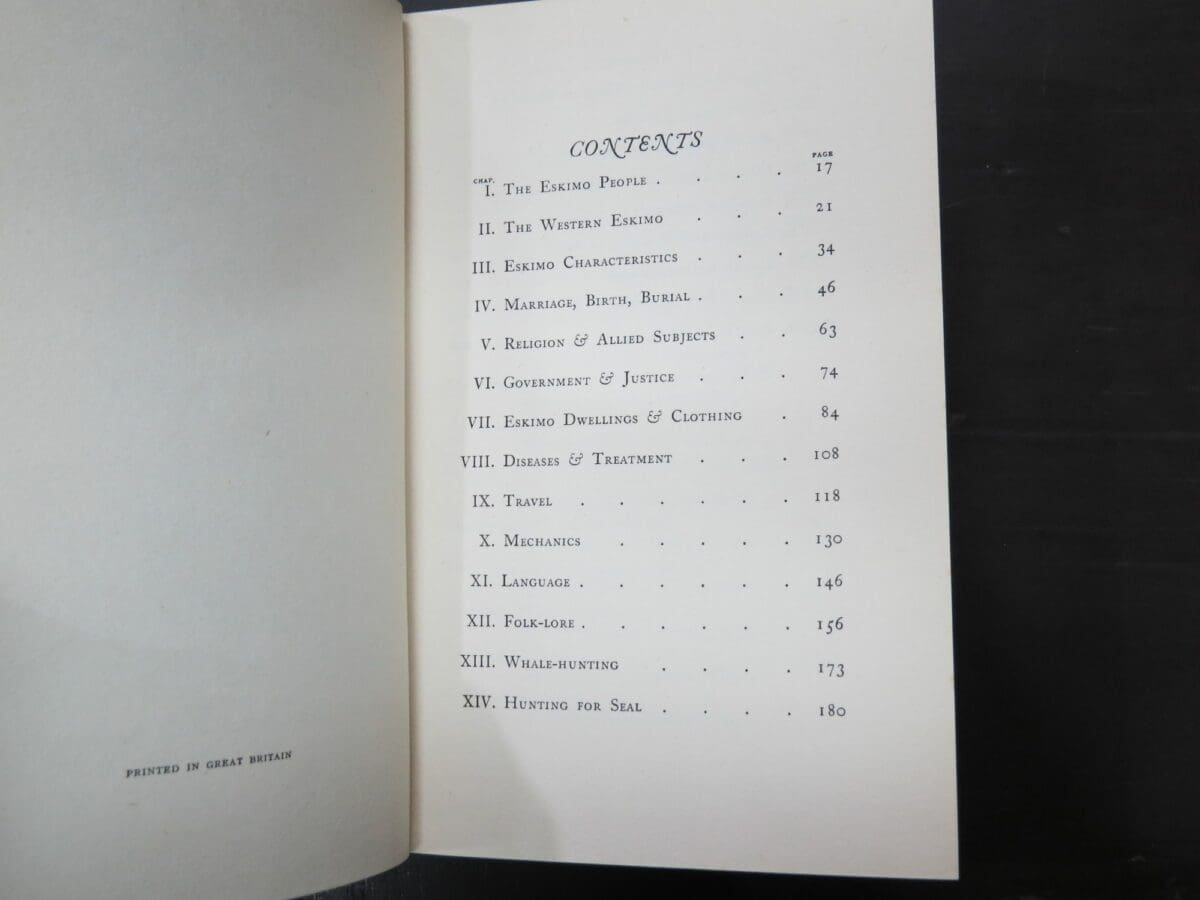 PRINTED IN GREAT BRITAIN
CONTENTS
CHAP. PAGE
I. THE ESKIMO PEOPLE . . . . 17
II. THE WESTERN ESKIMO . . . 21
III. ESKIMO CHARACTERISTICS . . . 34
IV. MARRIAGE, BIRTH, BURIAL . . . 46
V. RELIGION & ALLIED SUBJECTS . . 63
VI. GOVERNMENT & JUSTICE . . . 74
VII. ESKIMO DWELLINGS & CLOTHING . 84
VIII. DISEASES & TREATMENT . . . 108
IX. TRAVEL . . . . . . 118
X. MECHANICS . . . . . 130
XI. LANGUAGE . . . . . . 146
XII. FOLK-LORE . . . . . . 156
XIII. WHALE-HUNTING . . . . 173
XIV. HUNTING FOR SEAL . . . . 180